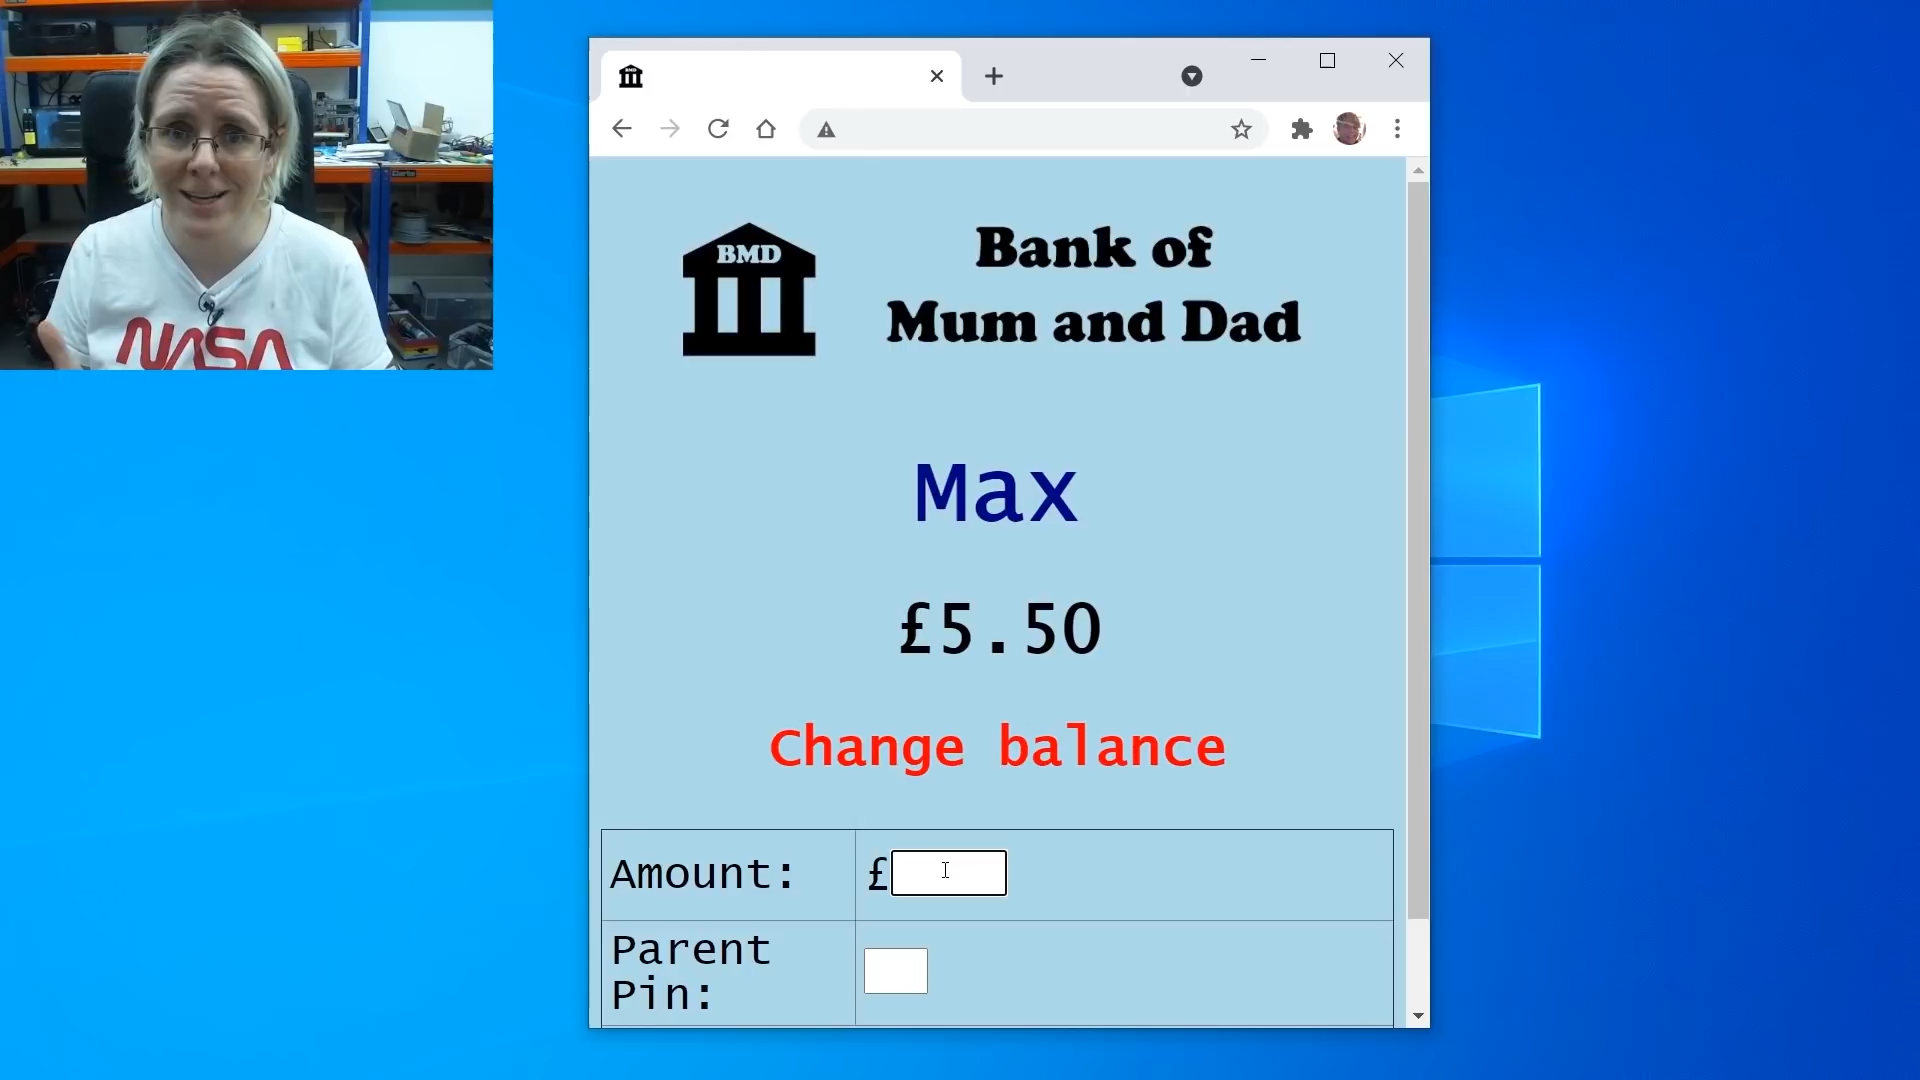 NASA
BMD
Bank of
Mum and Dad
Max
£5.50
Change balance
Amount: £
Parent
Pin: